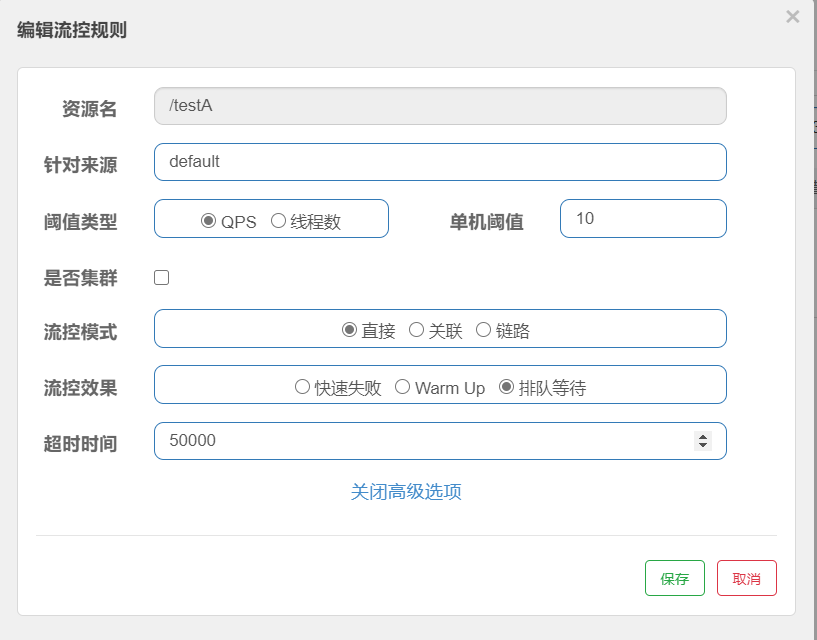 编辑流控规则
×
资源名 /testA
针对来源 default
阈值类型 QPS 线程数 单机阈值 10
是否集群
流控模式 直接 关联 链路
流控效果 快速失败 Warm Up 排队等待
超时时间 50000
关闭高级选项
保存 取消